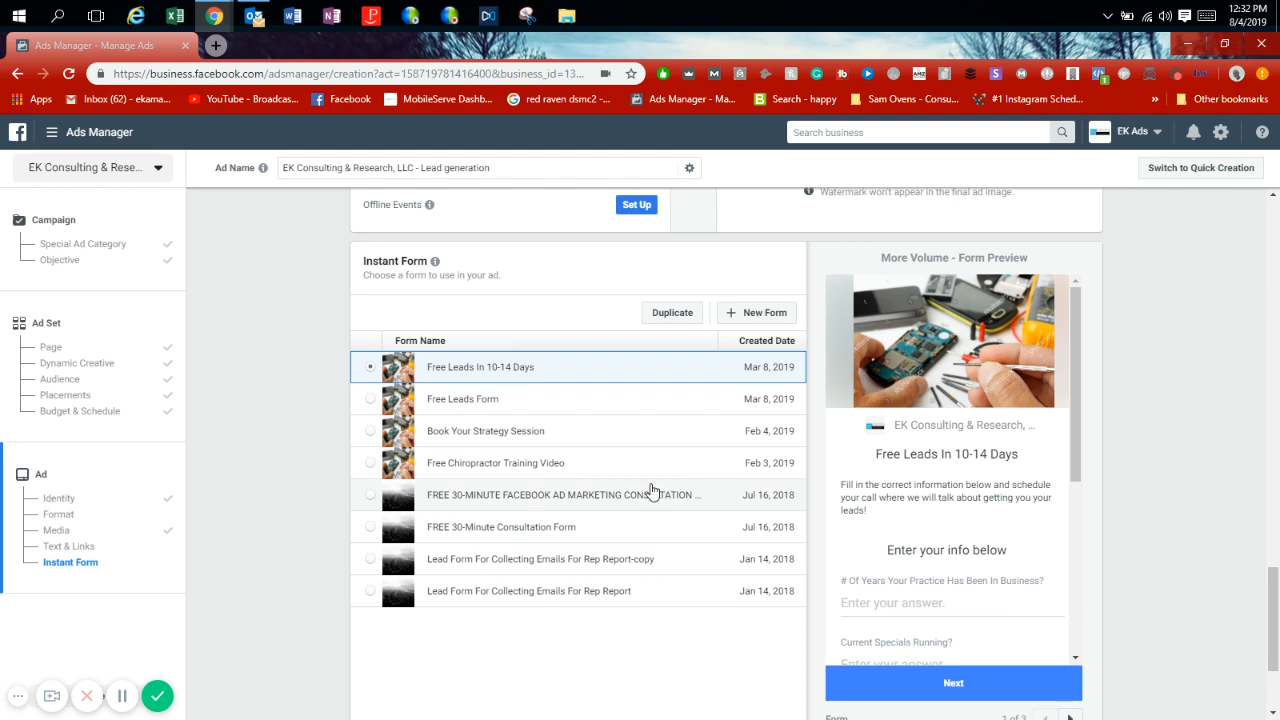 12:32 PM
8/4/2019
Ads Manager - Manage Ads
https://business.facebook.com/adsmanager/creation?act=1587197814164008&business_id=13...
Apps
Inbox (62) - ekama...
YouTube - Broadcas...
Facebook
MobileServe Dashb...
red raven dsmc2 -...
Ads Manager - Ma...
Search - happy
Sam Ovens - Consu...
#1 Instagram Sched...
»
Other bookmarks
Ads Manager
Search business
EK Ads
EK Consulting & Rese...
Ad Name
EK Consulting & Research, LLC - Lead generation
Switch to Quick Creation
Campaign
Special Ad Category
Objective
Ad Set
Page
Dynamic Creative
Audience
Placements
Budget & Schedule
Ad
Identity
Format
Media
Text & Links
Instant Form
Offline Events
Set Up
Watermark won't appear in the final ad image.
Instant Form
Choose a form to use in your ad.
Duplicate
New Form
Form Name
Created Date
Free Leads In 10-14 Days
Mar 8, 2019
Free Leads Form
Mar 8, 2019
Book Your Strategy Session
Feb 4, 2019
Free Chiropractor Training Video
Feb 3, 2019
FREE 30-MINUTE FACEBOOK AD MARKETING CONSULTATION ...
Jul 16, 2018
FREE 30-Minute Consultation Form
Jul 16, 2018
Lead Form For Collecting Emails For Rep Report-copy
Jan 14, 2018
Lead Form For Collecting Emails For Rep Report
Jan 14, 2018
More Volume - Form Preview
EK Consulting & Research, ...
Free Leads In 10-14 Days
Fill in the correct information below and schedule
your call where we will talk about getting you your
leads!
Enter your info below
# Of Years Your Practice Has Been In Business?
Enter your answer.
Current Specials Running?
Enter your answer.
Next
Form
1 of 3